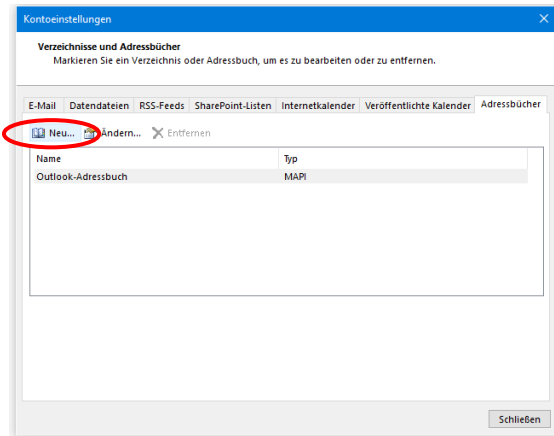 Kontoeinstellungen
Verzeichnisse und Adressbücher
Markieren Sie ein Verzeichnis oder Adressbuch, um es zu bearbeiten oder zu entfernen.
E-Mail Datendateien RSS-Feeds SharePoint-Listen Internetkalender Veröffentlichte Kalender Adressbücher
Neu... Ändern... Entfernen
Name Typ
Outlook-Adressbuch MAPI
Schließen